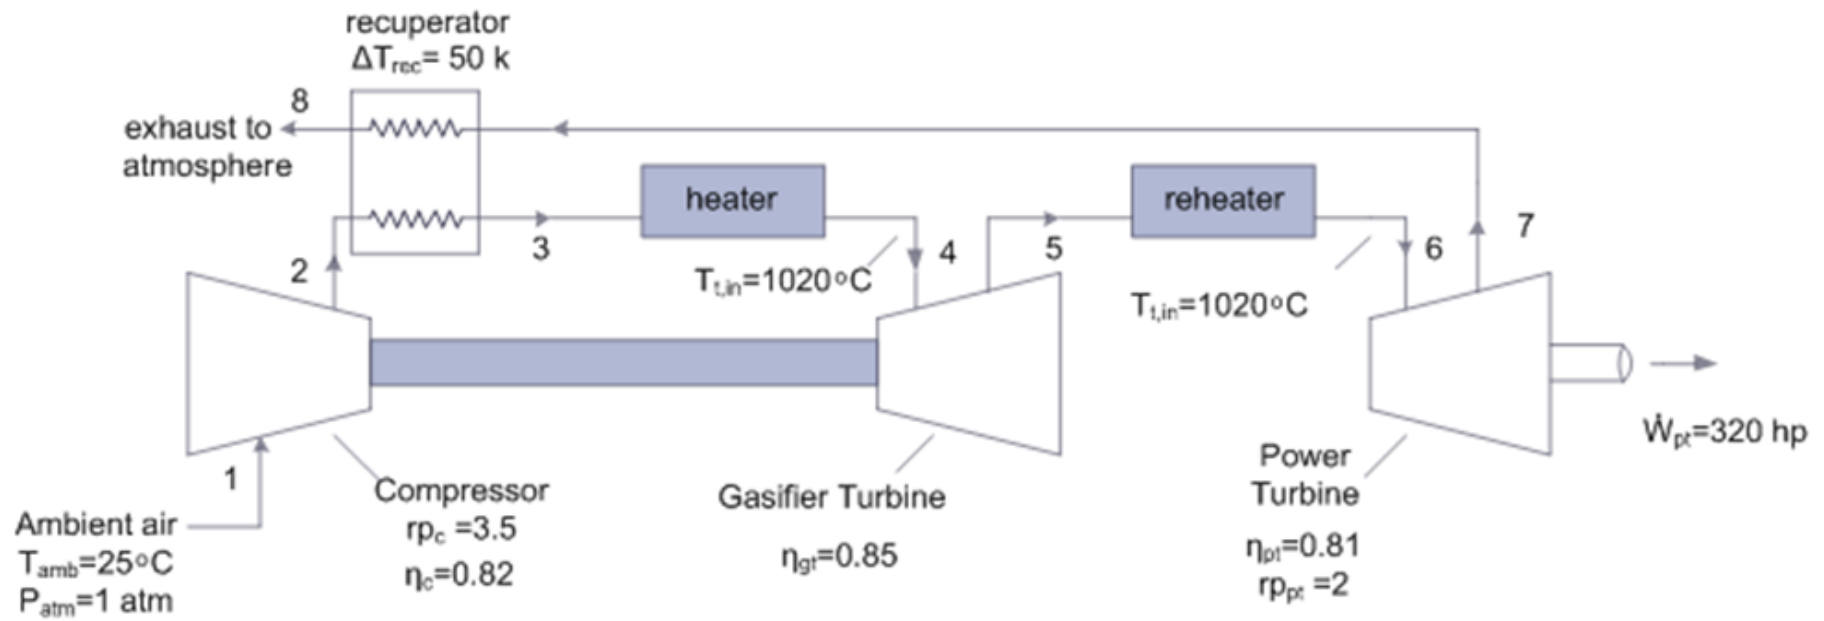 recuperator
ΔTrec= 50 k
8
exhaust to
atmosphere
heater
reheater
2
3
4
5
6
7
Tt,in=1020°C
Tt,in=1020°C
1
Ambient air
Tamb=25°C
Patm=1 atm
Compressor
rpc =3.5
ηc=0.82
Gasifier Turbine
ηgt=0.85
Power
Turbine
ηpt=0.81
rppt =2
Ẇpt=320 hp